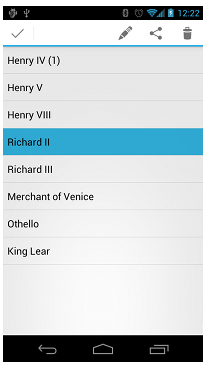 12:22
Henry IV (1)
Henry V
Henry VIII
Richard II
Richard III
Merchant of Venice
Othello
King Lear